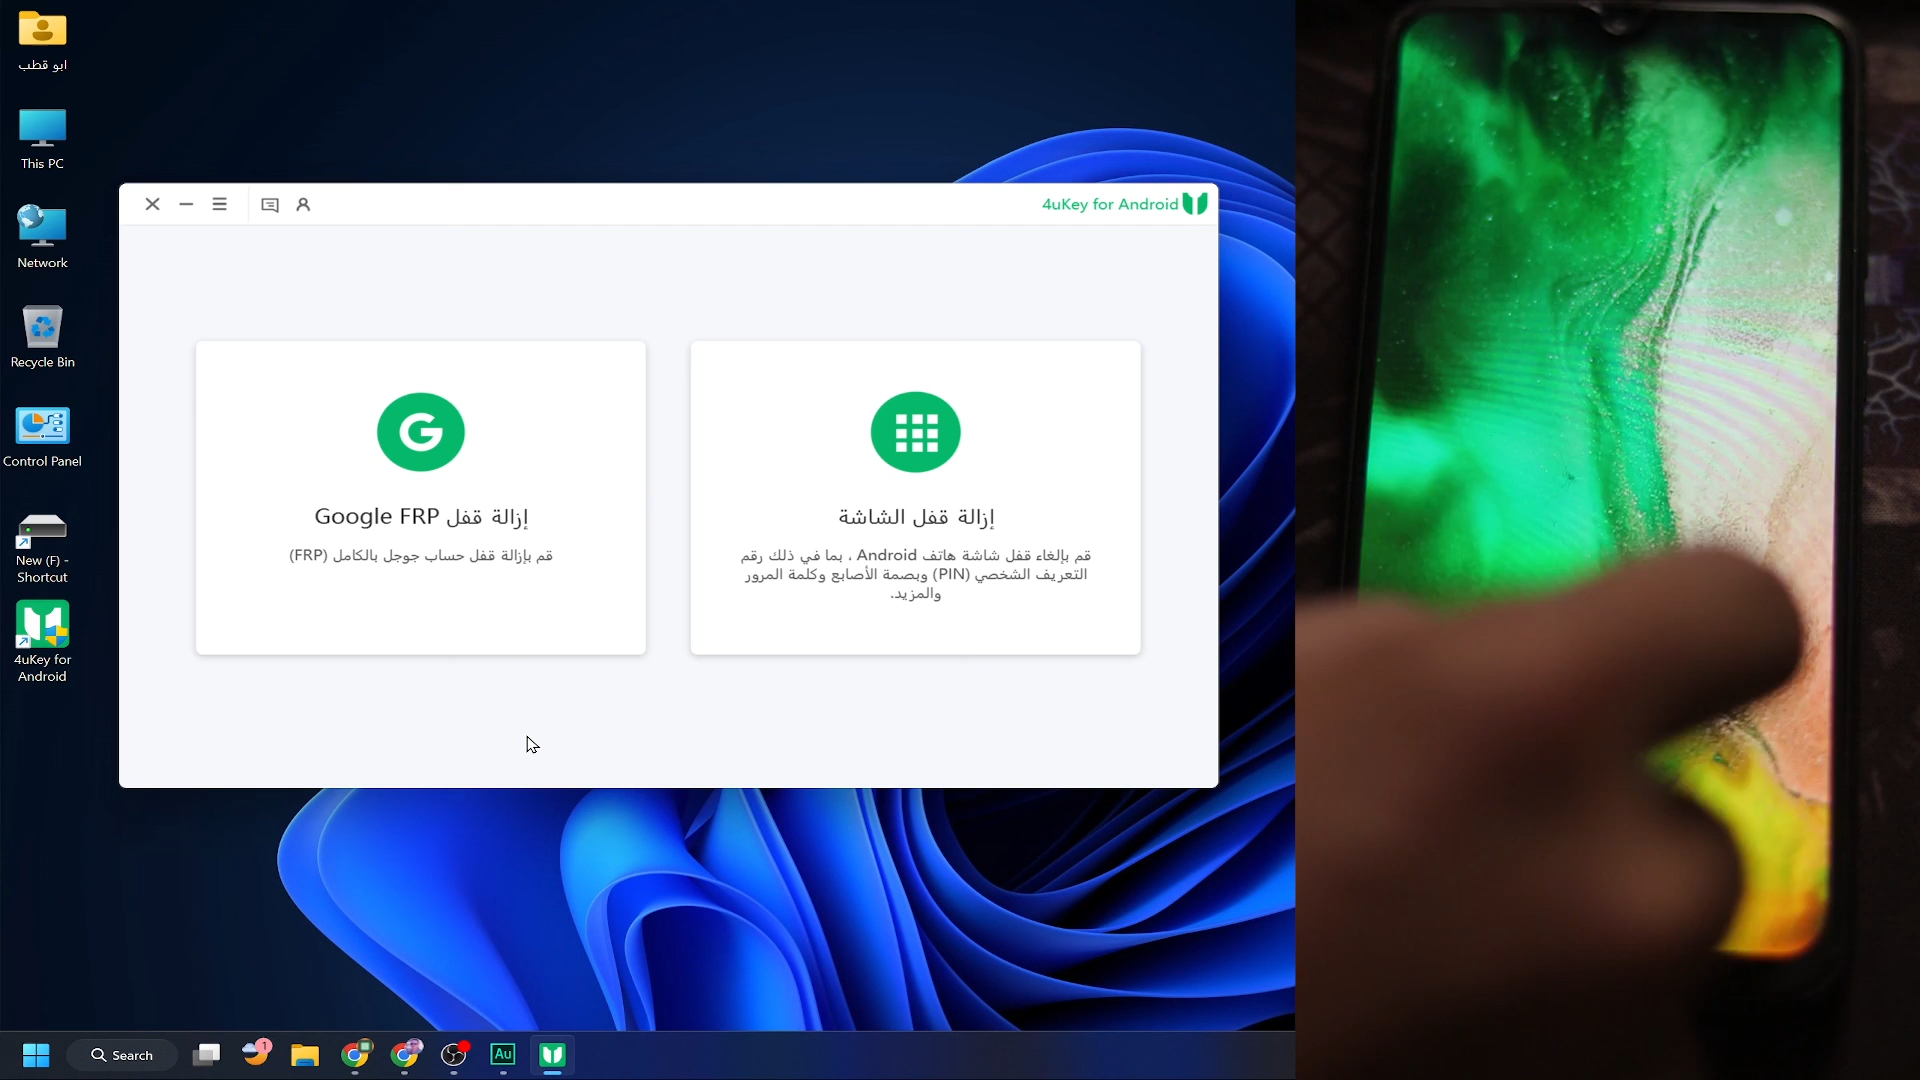 ابو قطب
This PC
Network
Recycle Bin
Control Panel
New (F) -
Shortcut
4uKey for
Android
4uKey for Android
إزالة قفل Google FRP
قم بإزالة قفل حساب جوجل بالكامل (FRP)
إزالة قفل الشاشة
قم بإلغاء قفل شاشة هاتف Android ، بما في ذلك رقم
التعريف الشخصي (PIN) وبصمة الأصابع وكلمة المرور
والمزيد.
Search
1
Au